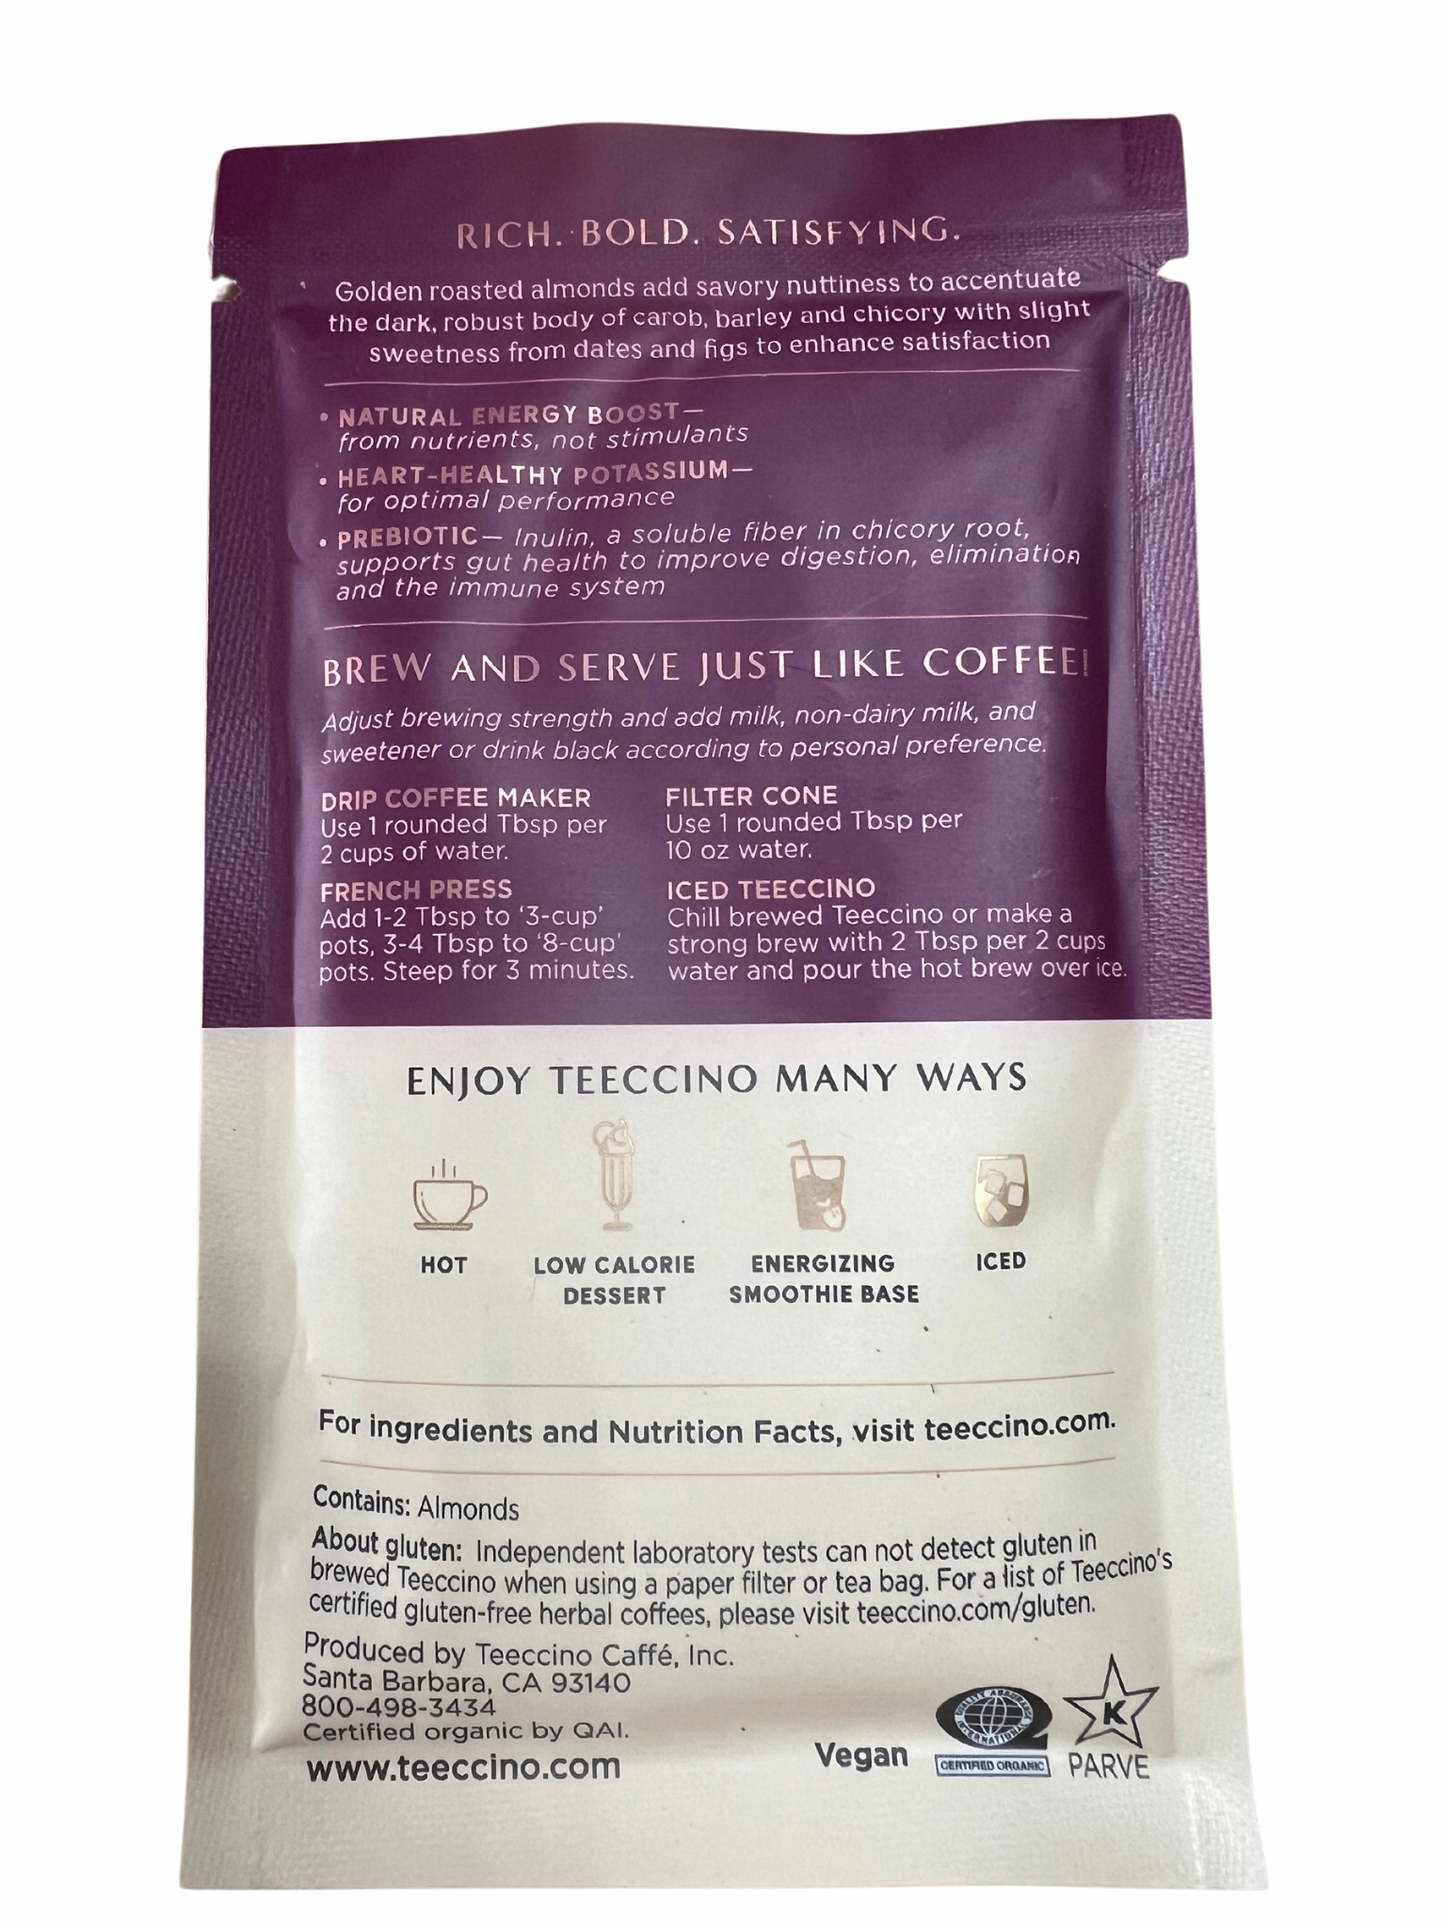 RICH. BOLD. SATISFYING.
Golden roasted almonds add savory nuttiness to accentuate
the dark, robust body of carob, barley and chicory with slight
sweetness from dates and figs to enhance satisfaction
• NATURAL ENERGY BOOST—
from nutrients, not stimulants
• HEART-HEALTHY POTASSIUM—
for optimal performance
• PREBIOTIC— Inulin, a soluble fiber in chicory root,
supports gut health to improve digestion, elimination
and the immune system
BREW AND SERVE JUST LIKE COFFEE!
Adjust brewing strength and add milk, non-dairy milk, and
sweetener or drink black according to personal preference.
DRIP COFFEE MAKER
Use 1 rounded Tbsp per
2 cups of water.
FILTER CONE
Use 1 rounded Tbsp per
10 oz water.
FRENCH PRESS
Add 1-2 Tbsp to ‘3-cup’
pots, 3-4 Tbsp to ‘8-cup’
pots. Steep for 3 minutes.
ICED TEECCINO
Chill brewed Teeccino or make a
strong brew with 2 Tbsp per 2 cups
water and pour the hot brew over ice.
ENJOY TEECCINO MANY WAYS
HOT
LOW CALORIE
DESSERT
ENERGIZING
SMOOTHIE BASE
ICED
For ingredients and Nutrition Facts, visit teeccino.com.
Contains: Almonds
About gluten: Independent laboratory tests can not detect gluten in
brewed Teeccino when using a paper filter or tea bag. For a list of Teeccino's
certified gluten-free herbal coffees, please visit teeccino.com/gluten.
Produced by Teeccino Caffé, Inc.
Santa Barbara, CA 93140
800-498-3434
Certified organic by QAI.
www.teeccino.com
Vegan
QUALITY ASSURANCE
INTERNATIONAL
CERTIFIED ORGANIC
K
PARVE